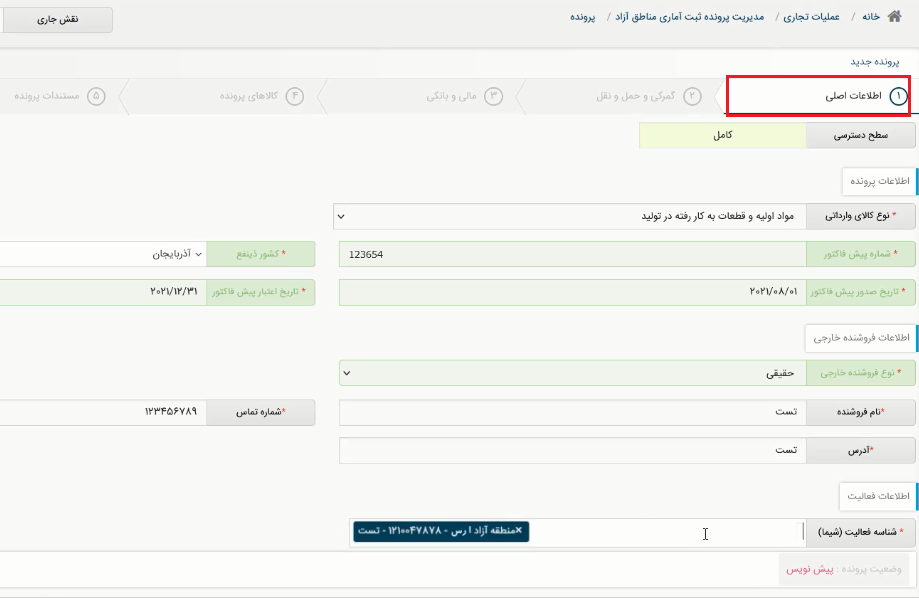 خانه / عملیات تجاری / مدیریت پرونده ثبت آماری مناطق آزاد / پرونده
نقش جاری
پرونده جدید
۱ اطلاعات اصلی
۲ گمرکی و حمل و نقل
۳ مالی و بانکی
۴ کالاهای پرونده
۵ مستندات پرونده
سطح دسترسی کامل
اطلاعات پرونده
* نوع کالای وارداتی مواد اولیه و قطعات به کار رفته در تولید
* شماره پیش فاکتور 123654
* کشور ذینفع آذربایجان
* تاریخ صدور پیش فاکتور ۲۰۲۱/۰۸/۰۱
* تاریخ اعتبار پیش فاکتور ۲۰۲۱/۱۲/۳۱
اطلاعات فروشنده خارجی
* نوع فروشنده خارجی حقیقی
*نام فروشنده تست
*شماره تماس ۱۲۳۴۵۶۷۸۹
*آدرس تست
اطلاعات فعالیت
* شناسه فعالیت (شیما) ×منطقه آزاد ارس - ۱۲۱۰۰۴۷۸۷۸ - تست
وضعیت پرونده : پیش نویس